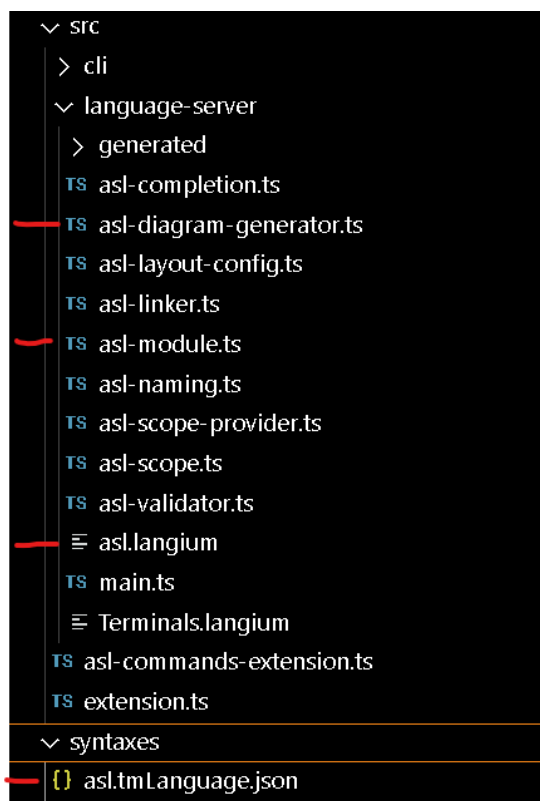 src
cli
language-server
generated
TS asl-completion.ts
TS asl-diagram-generator.ts
TS asl-layout-config.ts
TS asl-linker.ts
TS asl-module.ts
TS asl-naming.ts
TS asl-scope-provider.ts
TS asl-scope.ts
TS asl-validator.ts
asl.langium
TS main.ts
Terminals.langium
TS asl-commands-extension.ts
TS extension.ts
syntaxes
{} asl.tmLanguage.json